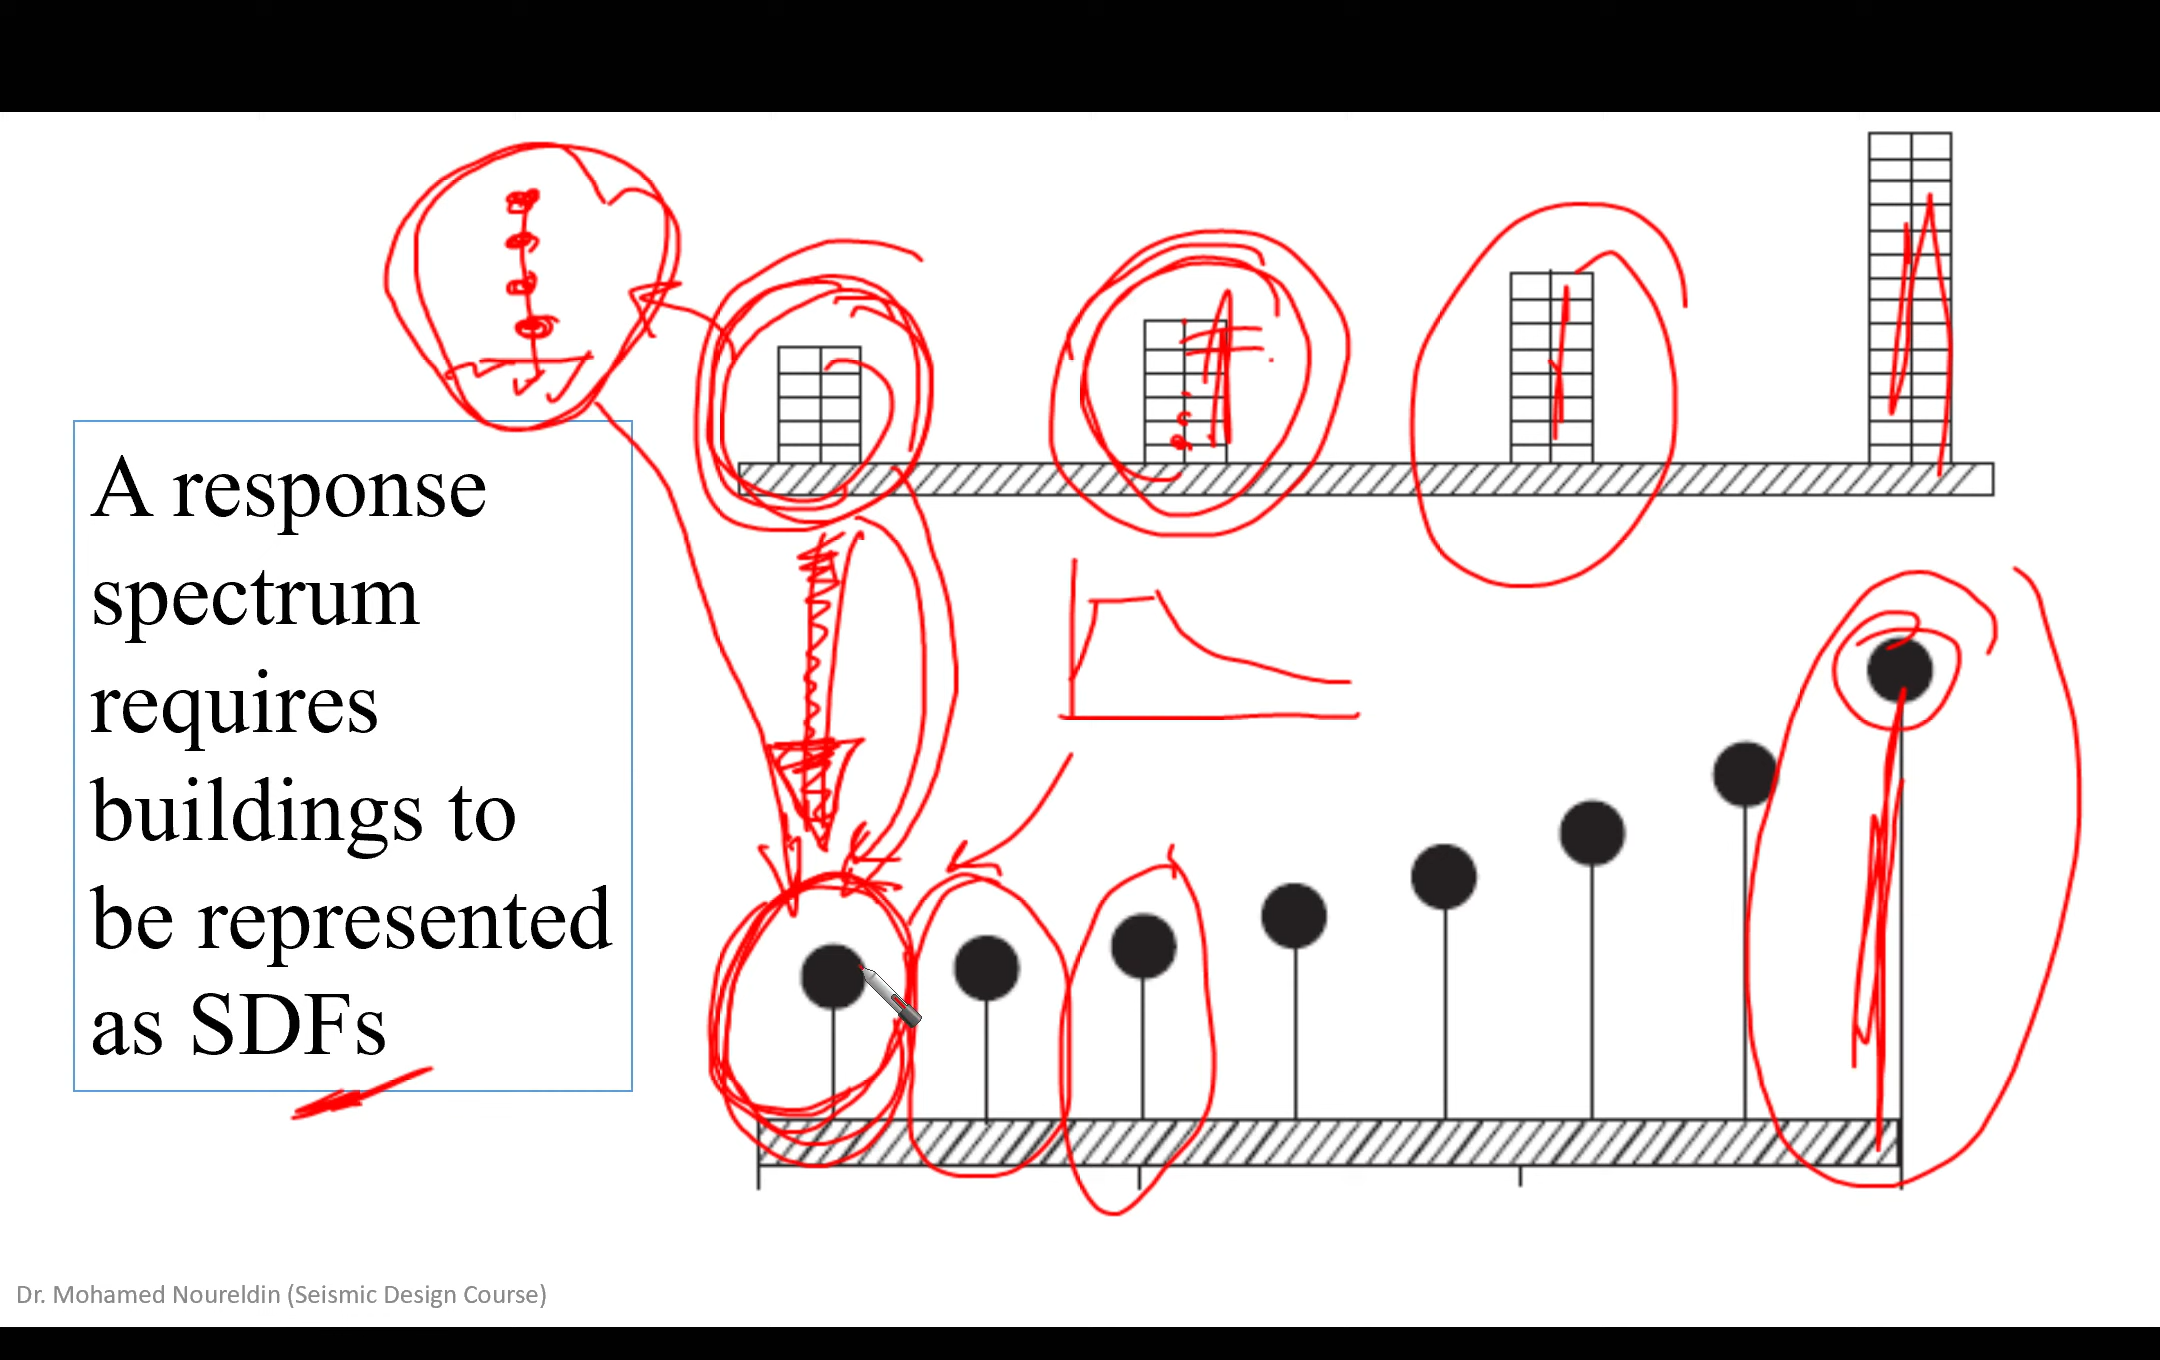 A response
spectrum
requires
buildings to
be represented
as SDFs
Dr. Mohamed Noureldin (Seismic Design Course)